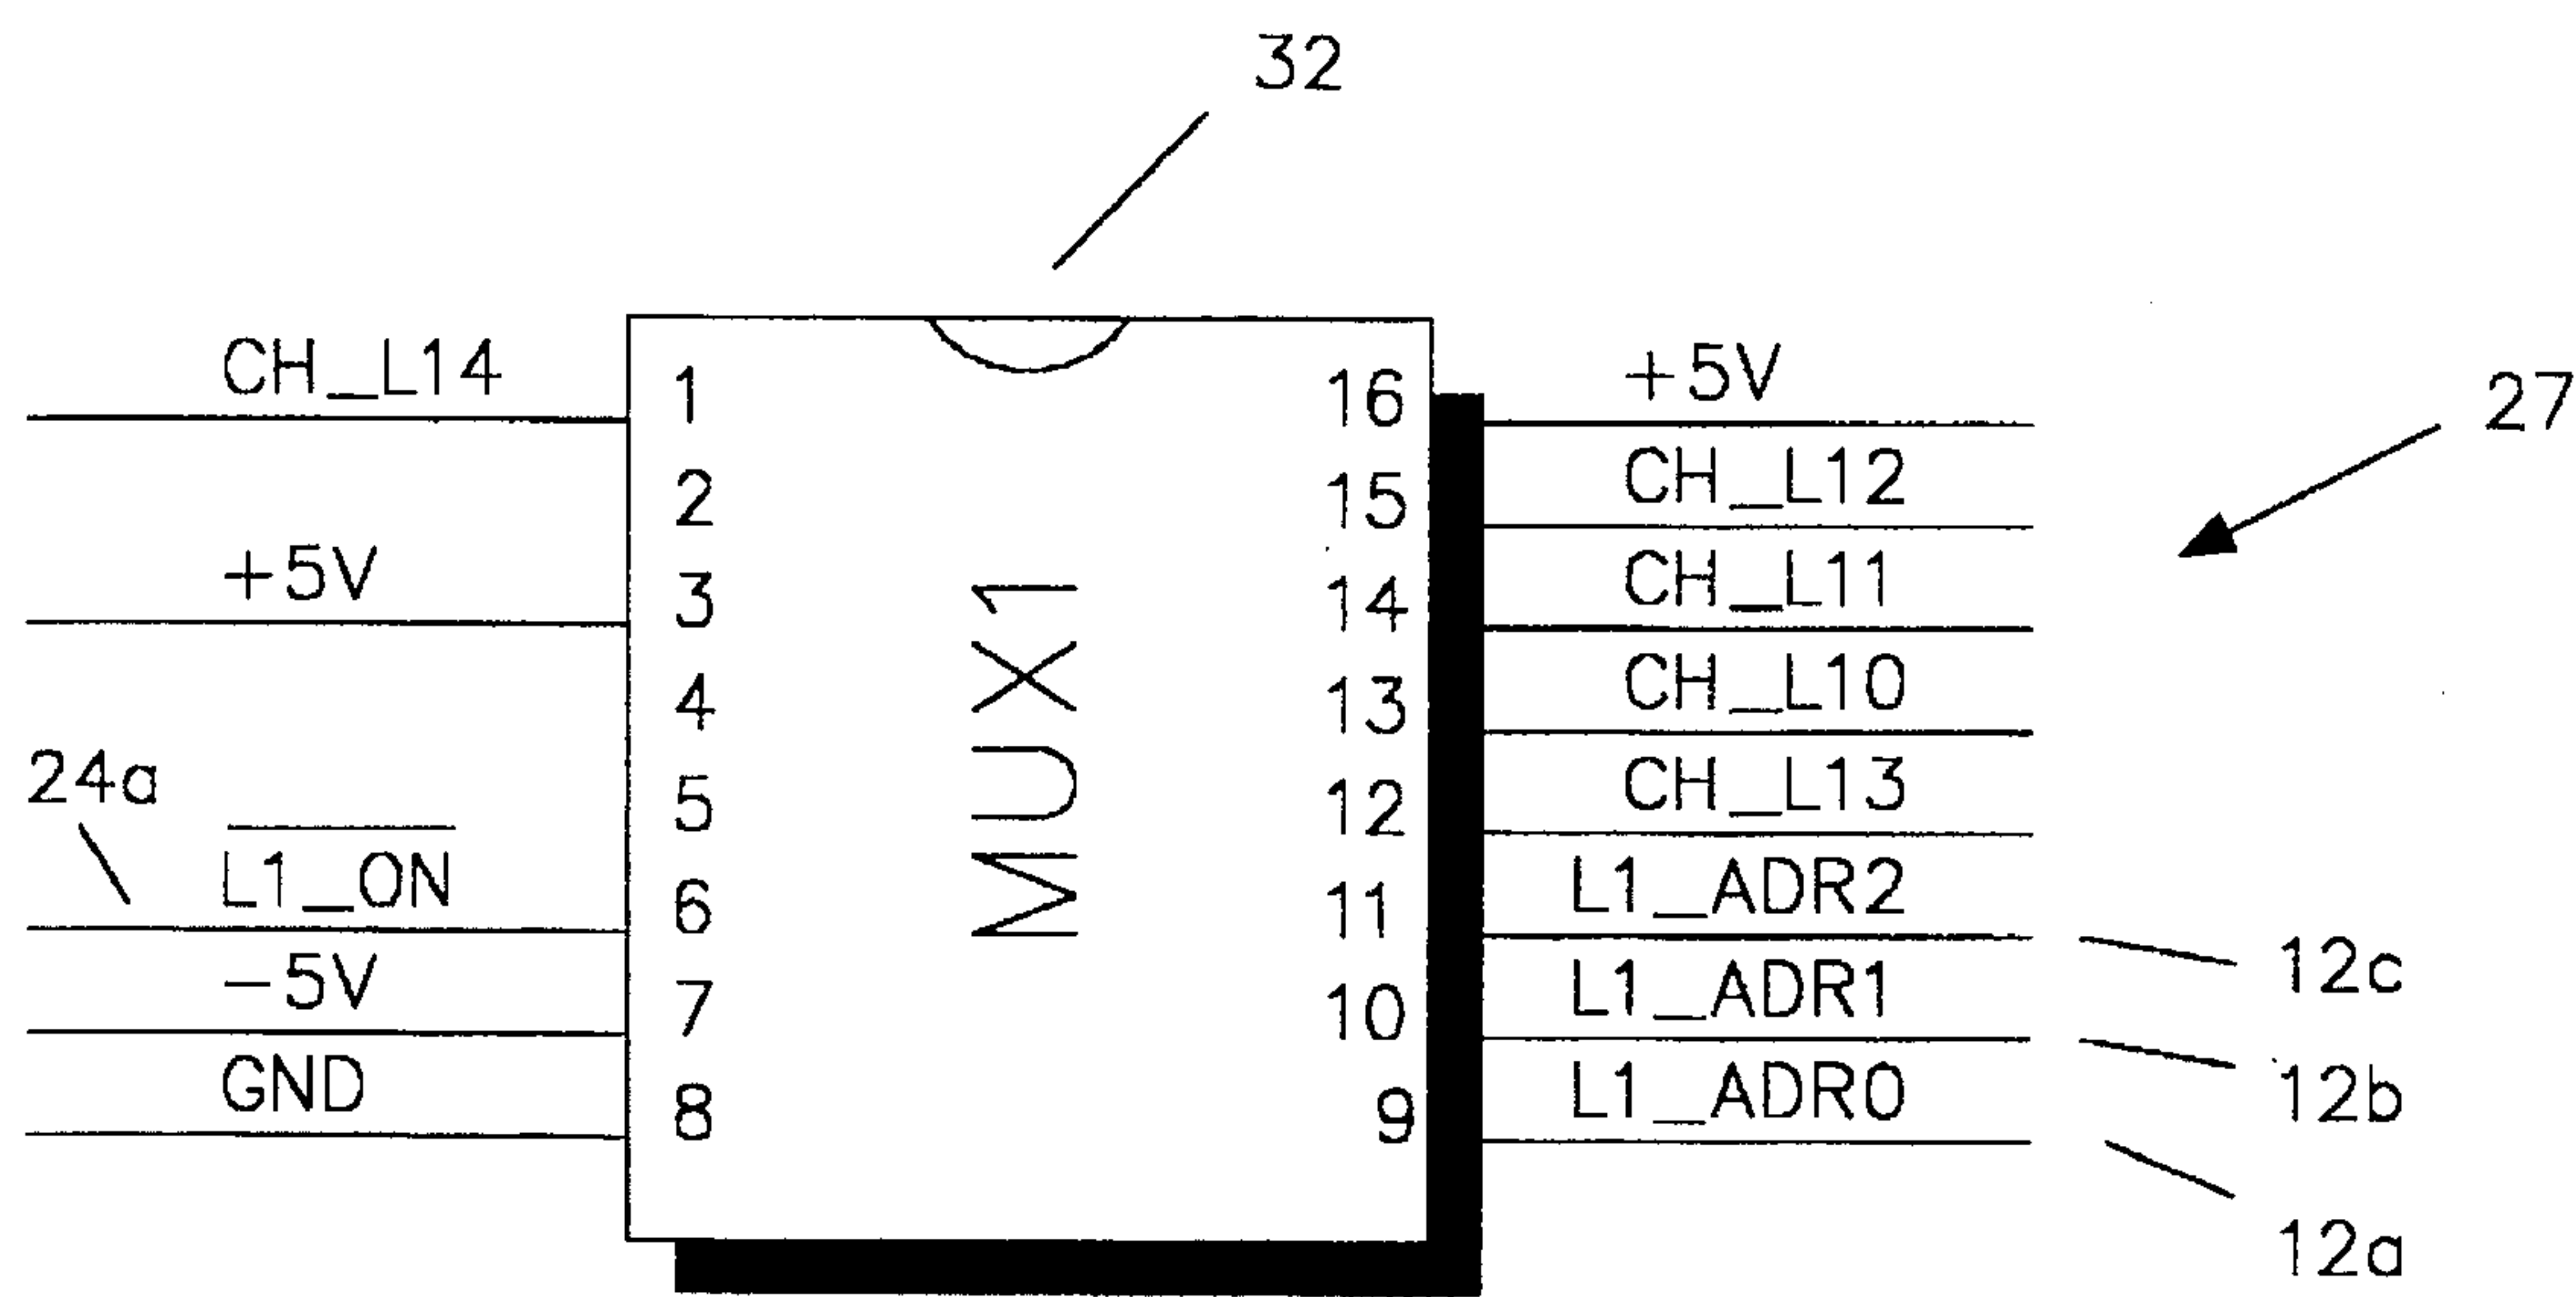 32
CH_L14
1
16
+5V
27
2
15
CH_L12
+5V
3
14
CH_L11
4
13
CH_L10
24a
5
12
CH_L13
L1_ON
6
11
L1_ADR2
12c
-5V
7
10
L1_ADR1
12b
GND
8
9
L1_ADR0
12a
MUX1